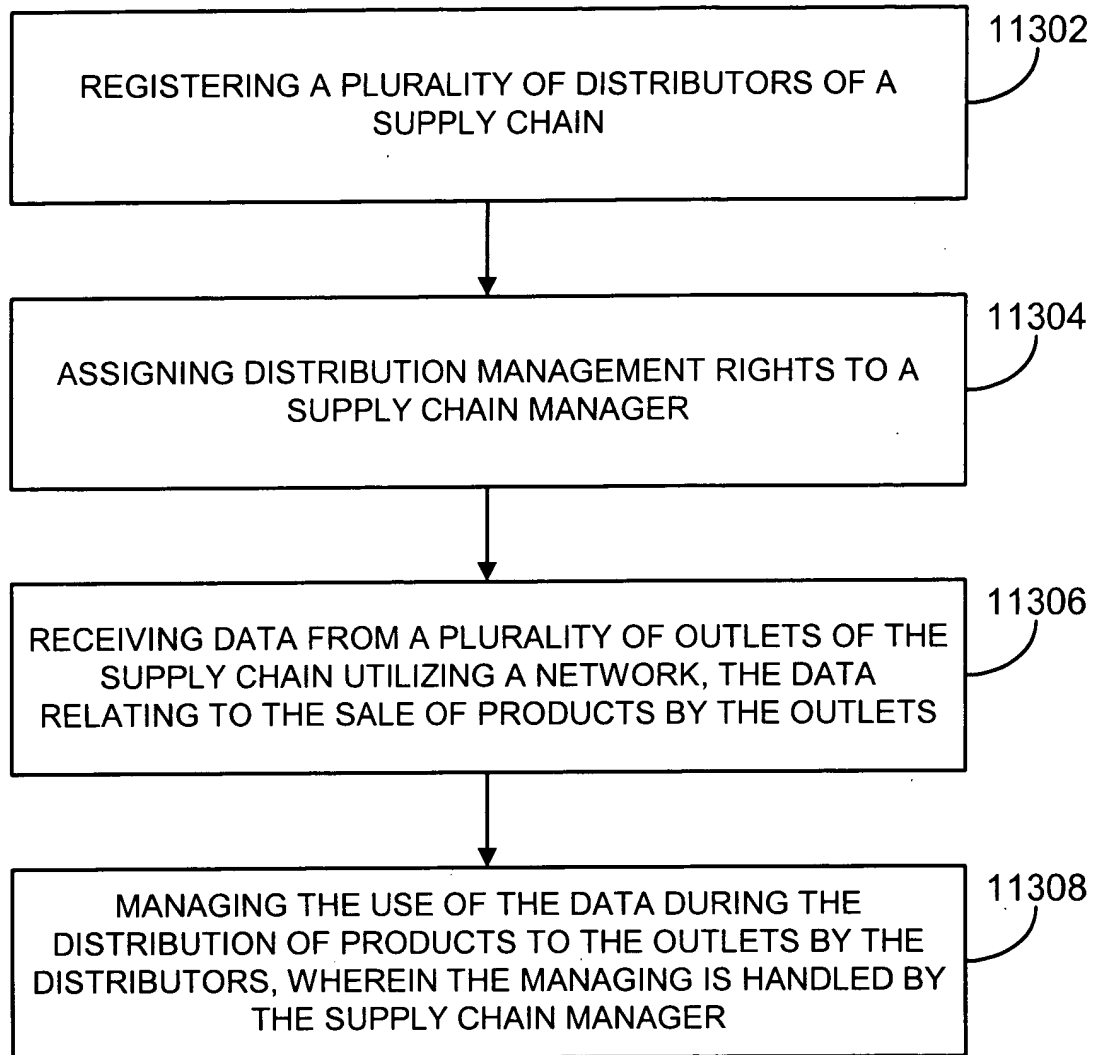 11302
REGISTERING A PLURALITY OF DISTRIBUTORS OF A
SUPPLY CHAIN
11304
ASSIGNING DISTRIBUTION MANAGEMENT RIGHTS TO A
SUPPLY CHAIN MANAGER
11306
RECEIVING DATA FROM A PLURALITY OF OUTLETS OF THE
SUPPLY CHAIN UTILIZING A NETWORK, THE DATA
RELATING TO THE SALE OF PRODUCTS BY THE OUTLETS
11308
MANAGING THE USE OF THE DATA DURING THE
DISTRIBUTION OF PRODUCTS TO THE OUTLETS BY THE
DISTRIBUTORS, WHEREIN THE MANAGING IS HANDLED BY
THE SUPPLY CHAIN MANAGER